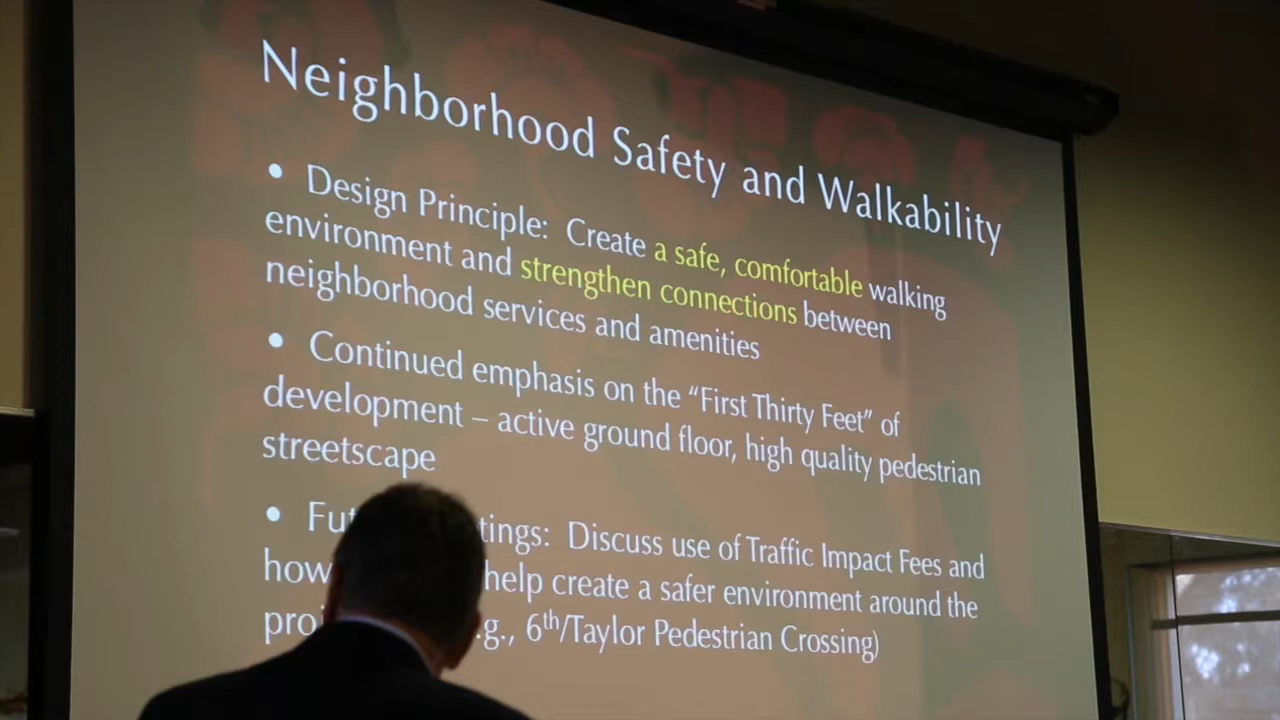 Neighborhood Safety and Walkability
• Design Principle: Create a safe, comfortable walking
environment and strengthen connections between
neighborhood services and amenities
• Continued emphasis on the “First Thirty Feet” of
development – active ground floor, high quality pedestrian
streetscape
• Fu tings: Discuss use of Traffic Impact Fees and
how help create a safer environment around the
pro .g., 6th/Taylor Pedestrian Crossing)